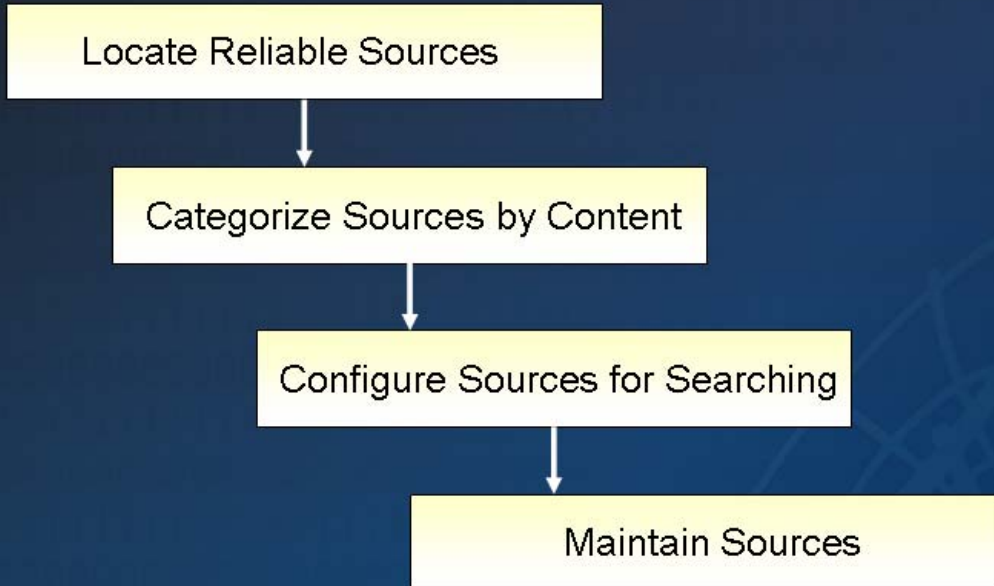 Locate Reliable Sources
Categorize Sources by Content
Configure Sources for Searching
Maintain Sources